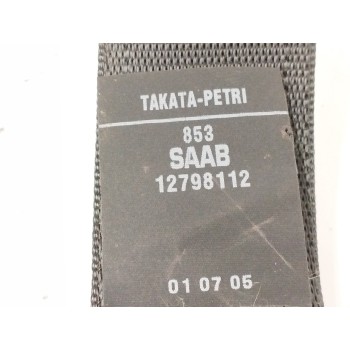 TAKATA-PETRI
853
SAAB
12798112
01 07 05